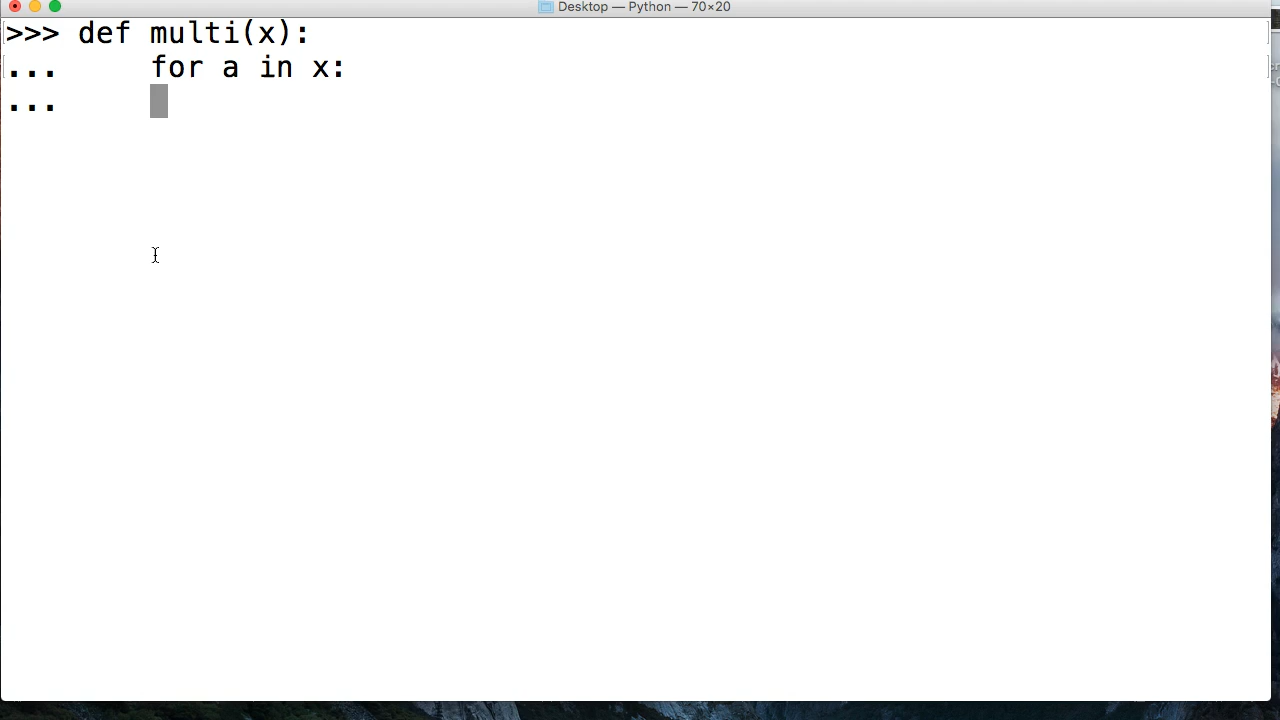 Desktop — Python — 70×20
>>> def multi(x):
...     for a in x:
...